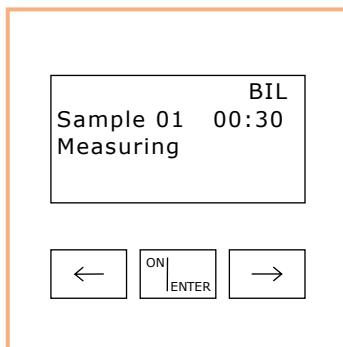 BIL
Sample 01 00:30
Measuring
← ON ENTER →